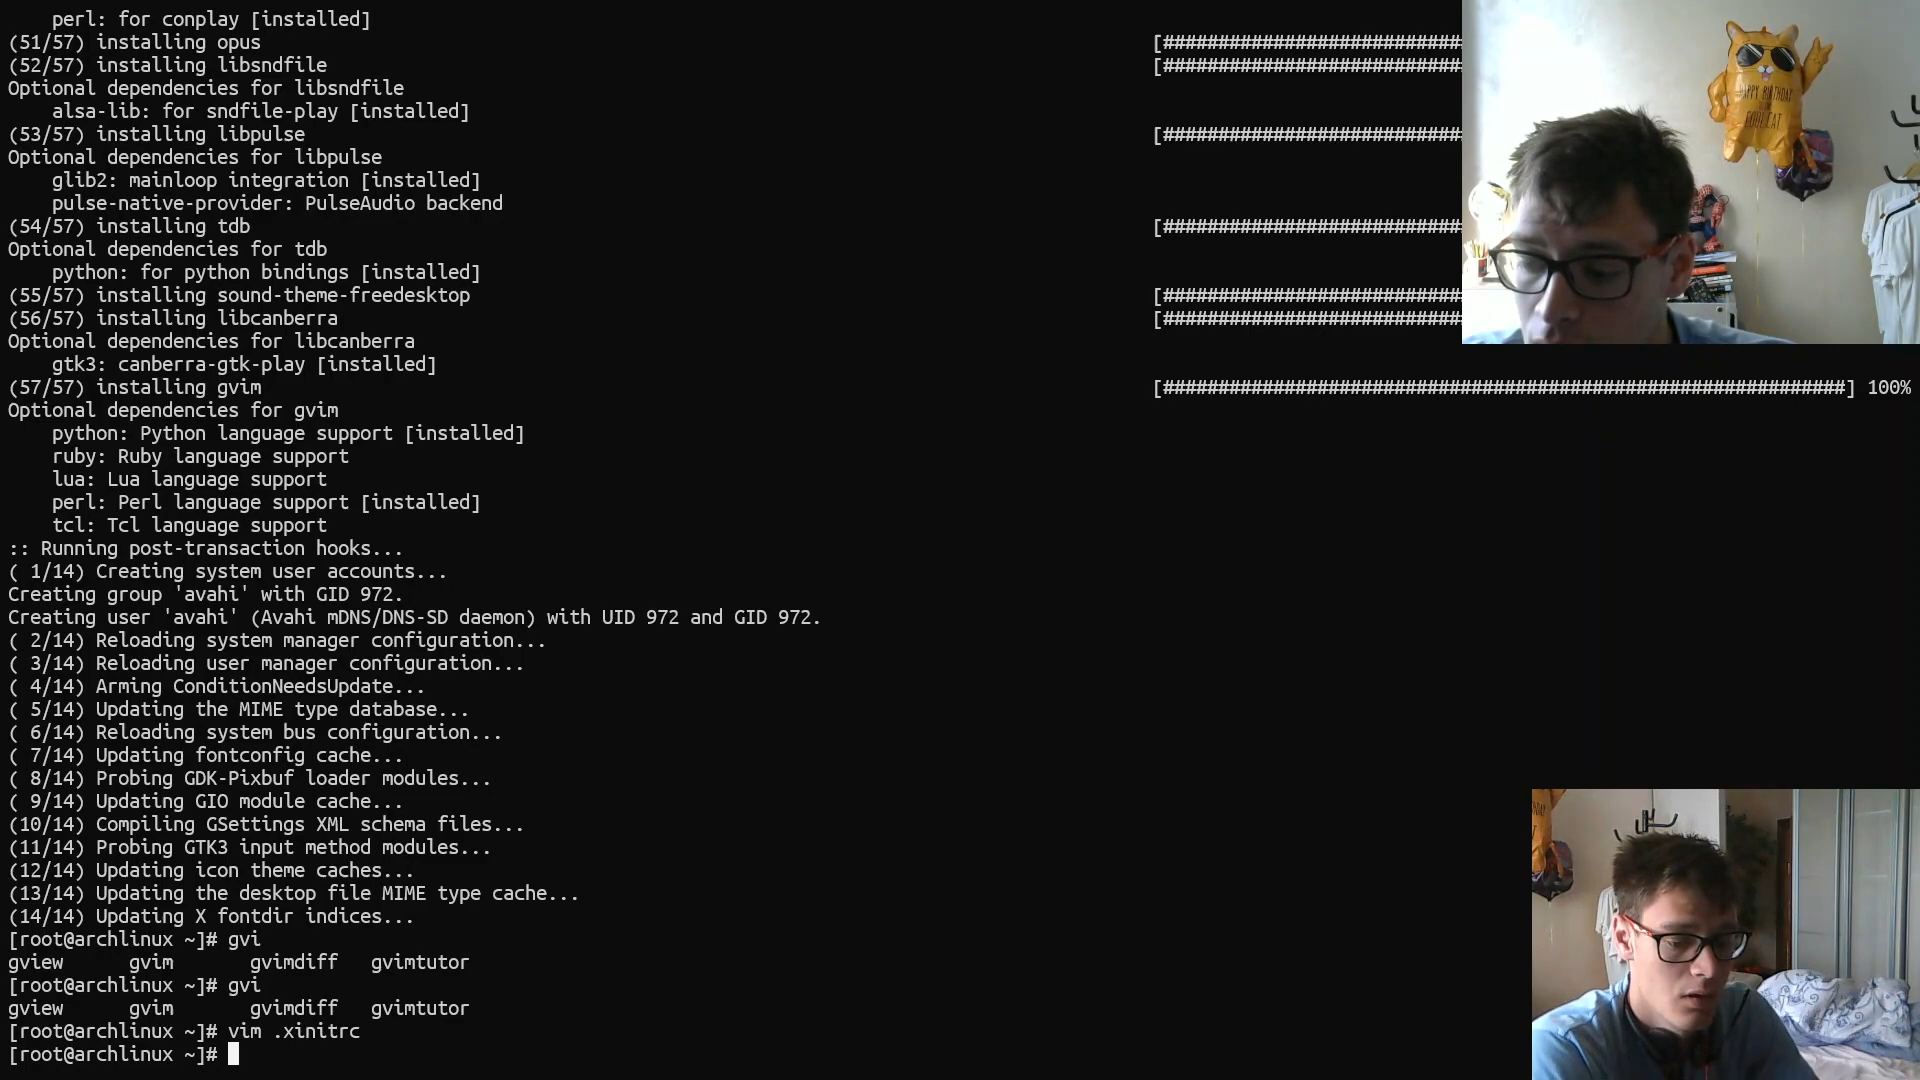 perl: for conplay [installed]
(51/57) installing opus [############################
(52/57) installing libsndfile [############################
Optional dependencies for libsndfile
    alsa-lib: for sndfile-play [installed]
(53/57) installing libpulse [############################
Optional dependencies for libpulse
    glib2: mainloop integration [installed]
    pulse-native-provider: PulseAudio backend
(54/57) installing tdb [############################
Optional dependencies for tdb
    python: for python bindings [installed]
(55/57) installing sound-theme-freedesktop [############################
(56/57) installing libcanberra [############################
Optional dependencies for libcanberra
    gtk3: canberra-gtk-play [installed]
(57/57) installing gvim [##############################################################] 100%
Optional dependencies for gvim
    python: Python language support [installed]
    ruby: Ruby language support
    lua: Lua language support
    perl: Perl language support [installed]
    tcl: Tcl language support
:: Running post-transaction hooks...
( 1/14) Creating system user accounts...
Creating group 'avahi' with GID 972.
Creating user 'avahi' (Avahi mDNS/DNS-SD daemon) with UID 972 and GID 972.
( 2/14) Reloading system manager configuration...
( 3/14) Reloading user manager configuration...
( 4/14) Arming ConditionNeedsUpdate...
( 5/14) Updating the MIME type database...
( 6/14) Reloading system bus configuration...
( 7/14) Updating fontconfig cache...
( 8/14) Probing GDK-Pixbuf loader modules...
( 9/14) Updating GIO module cache...
(10/14) Compiling GSettings XML schema files...
(11/14) Probing GTK3 input method modules...
(12/14) Updating icon theme caches...
(13/14) Updating the desktop file MIME type cache...
(14/14) Updating X fontdir indices...
[root@archlinux ~]# gvi
gview      gvim       gvimdiff   gvimtutor
[root@archlinux ~]# gvi
gview      gvim       gvimdiff   gvimtutor
[root@archlinux ~]# vim .xinitrc
[root@archlinux ~]#
HAPPY BIRTHDAY
COOL CAT